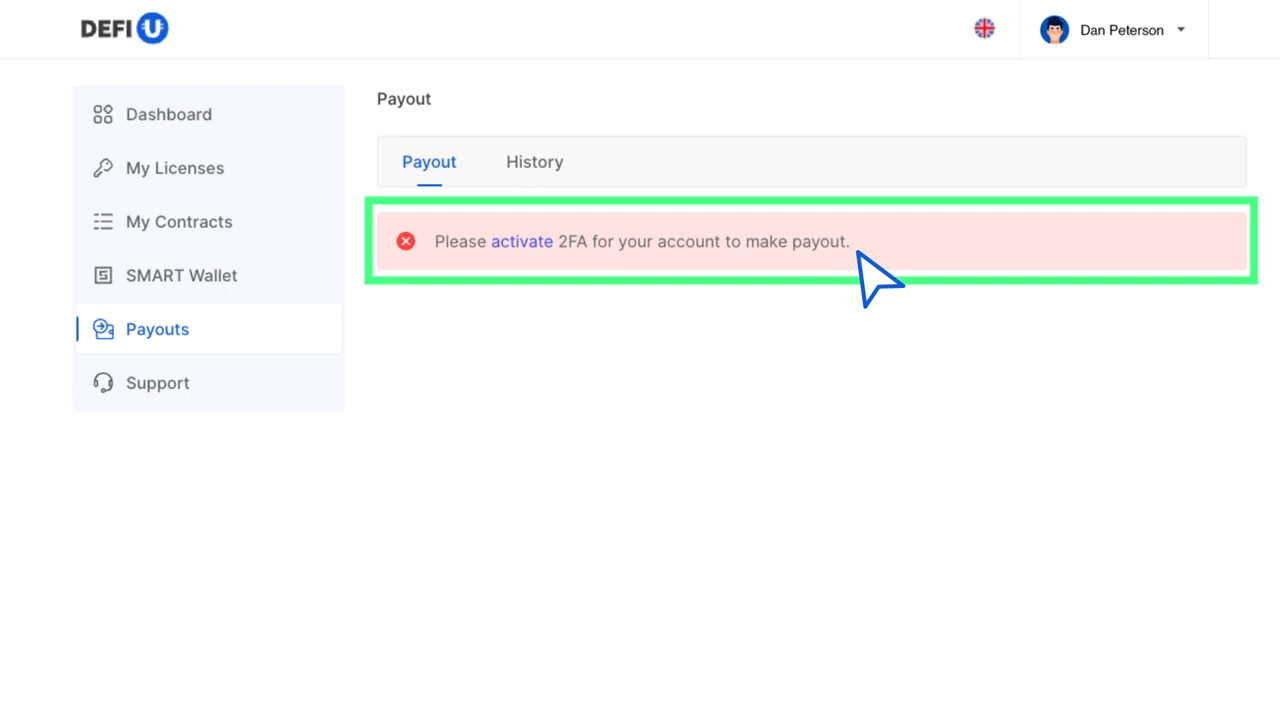 DEFI U
Dan Peterson
Dashboard
My Licenses
My Contracts
SMART Wallet
Payouts
Support
Payout
Payout History
Please activate 2FA for your account to make payout.